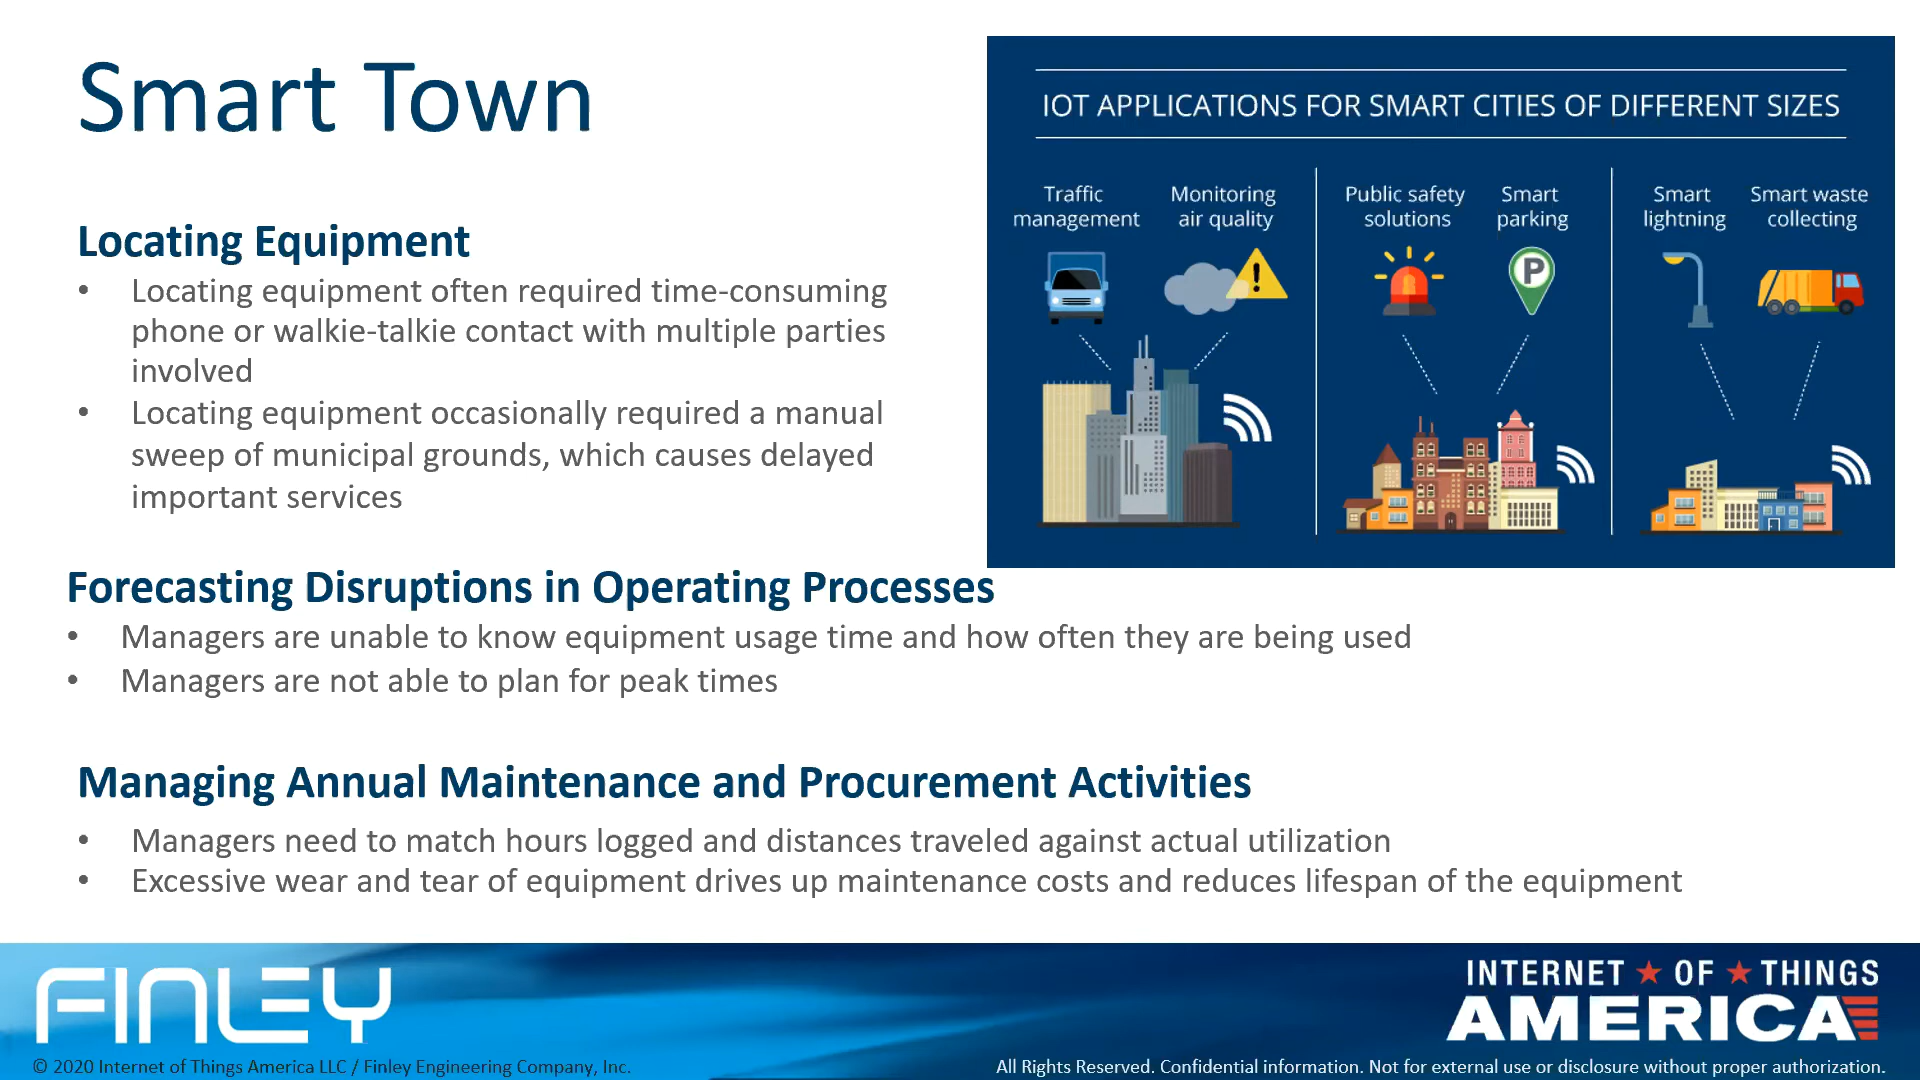 Smart Town
Locating Equipment
• Locating equipment often required time-consuming
phone or walkie-talkie contact with multiple parties
involved
• Locating equipment occasionally required a manual
sweep of municipal grounds, which causes delayed
important services
IOT APPLICATIONS FOR SMART CITIES OF DIFFERENT SIZES
Traffic
management
Monitoring
air quality
Public safety
solutions
Smart
parking
P
Smart
lightning
Smart waste
collecting
Forecasting Disruptions in Operating Processes
• Managers are unable to know equipment usage time and how often they are being used
• Managers are not able to plan for peak times
Managing Annual Maintenance and Procurement Activities
• Managers need to match hours logged and distances traveled against actual utilization
• Excessive wear and tear of equipment drives up maintenance costs and reduces lifespan of the equipment
FINLEY
© 2020 Internet of Things America LLC / Finley Engineering Company, Inc.
INTERNET ★ OF ★ THINGS
AMERICA
All Rights Reserved. Confidential information. Not for external use or disclosure without proper authorization.